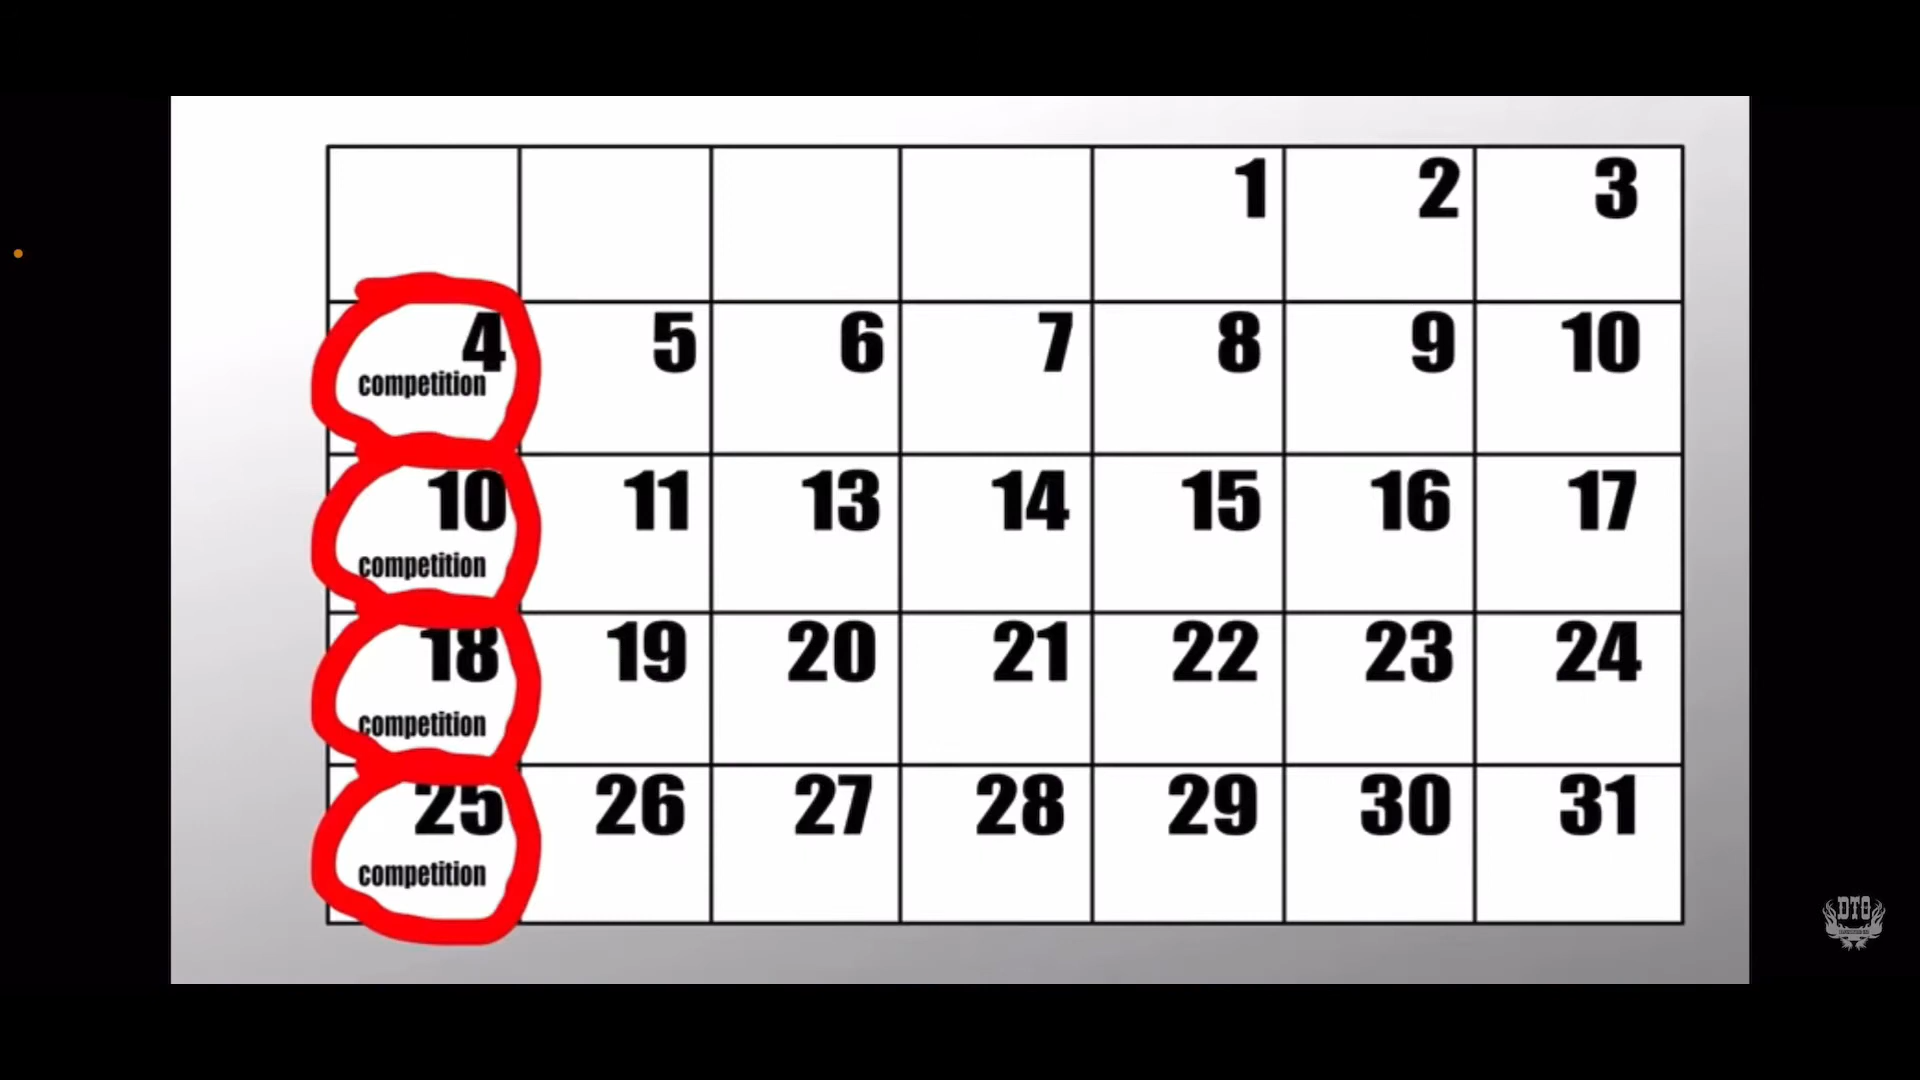 1 2 3
4 5 6 7 8 9 10
competition
10 11 13 14 15 16 17
competition
18 19 20 21 22 23 24
competition
25 26 27 28 29 30 31
competition
DTG